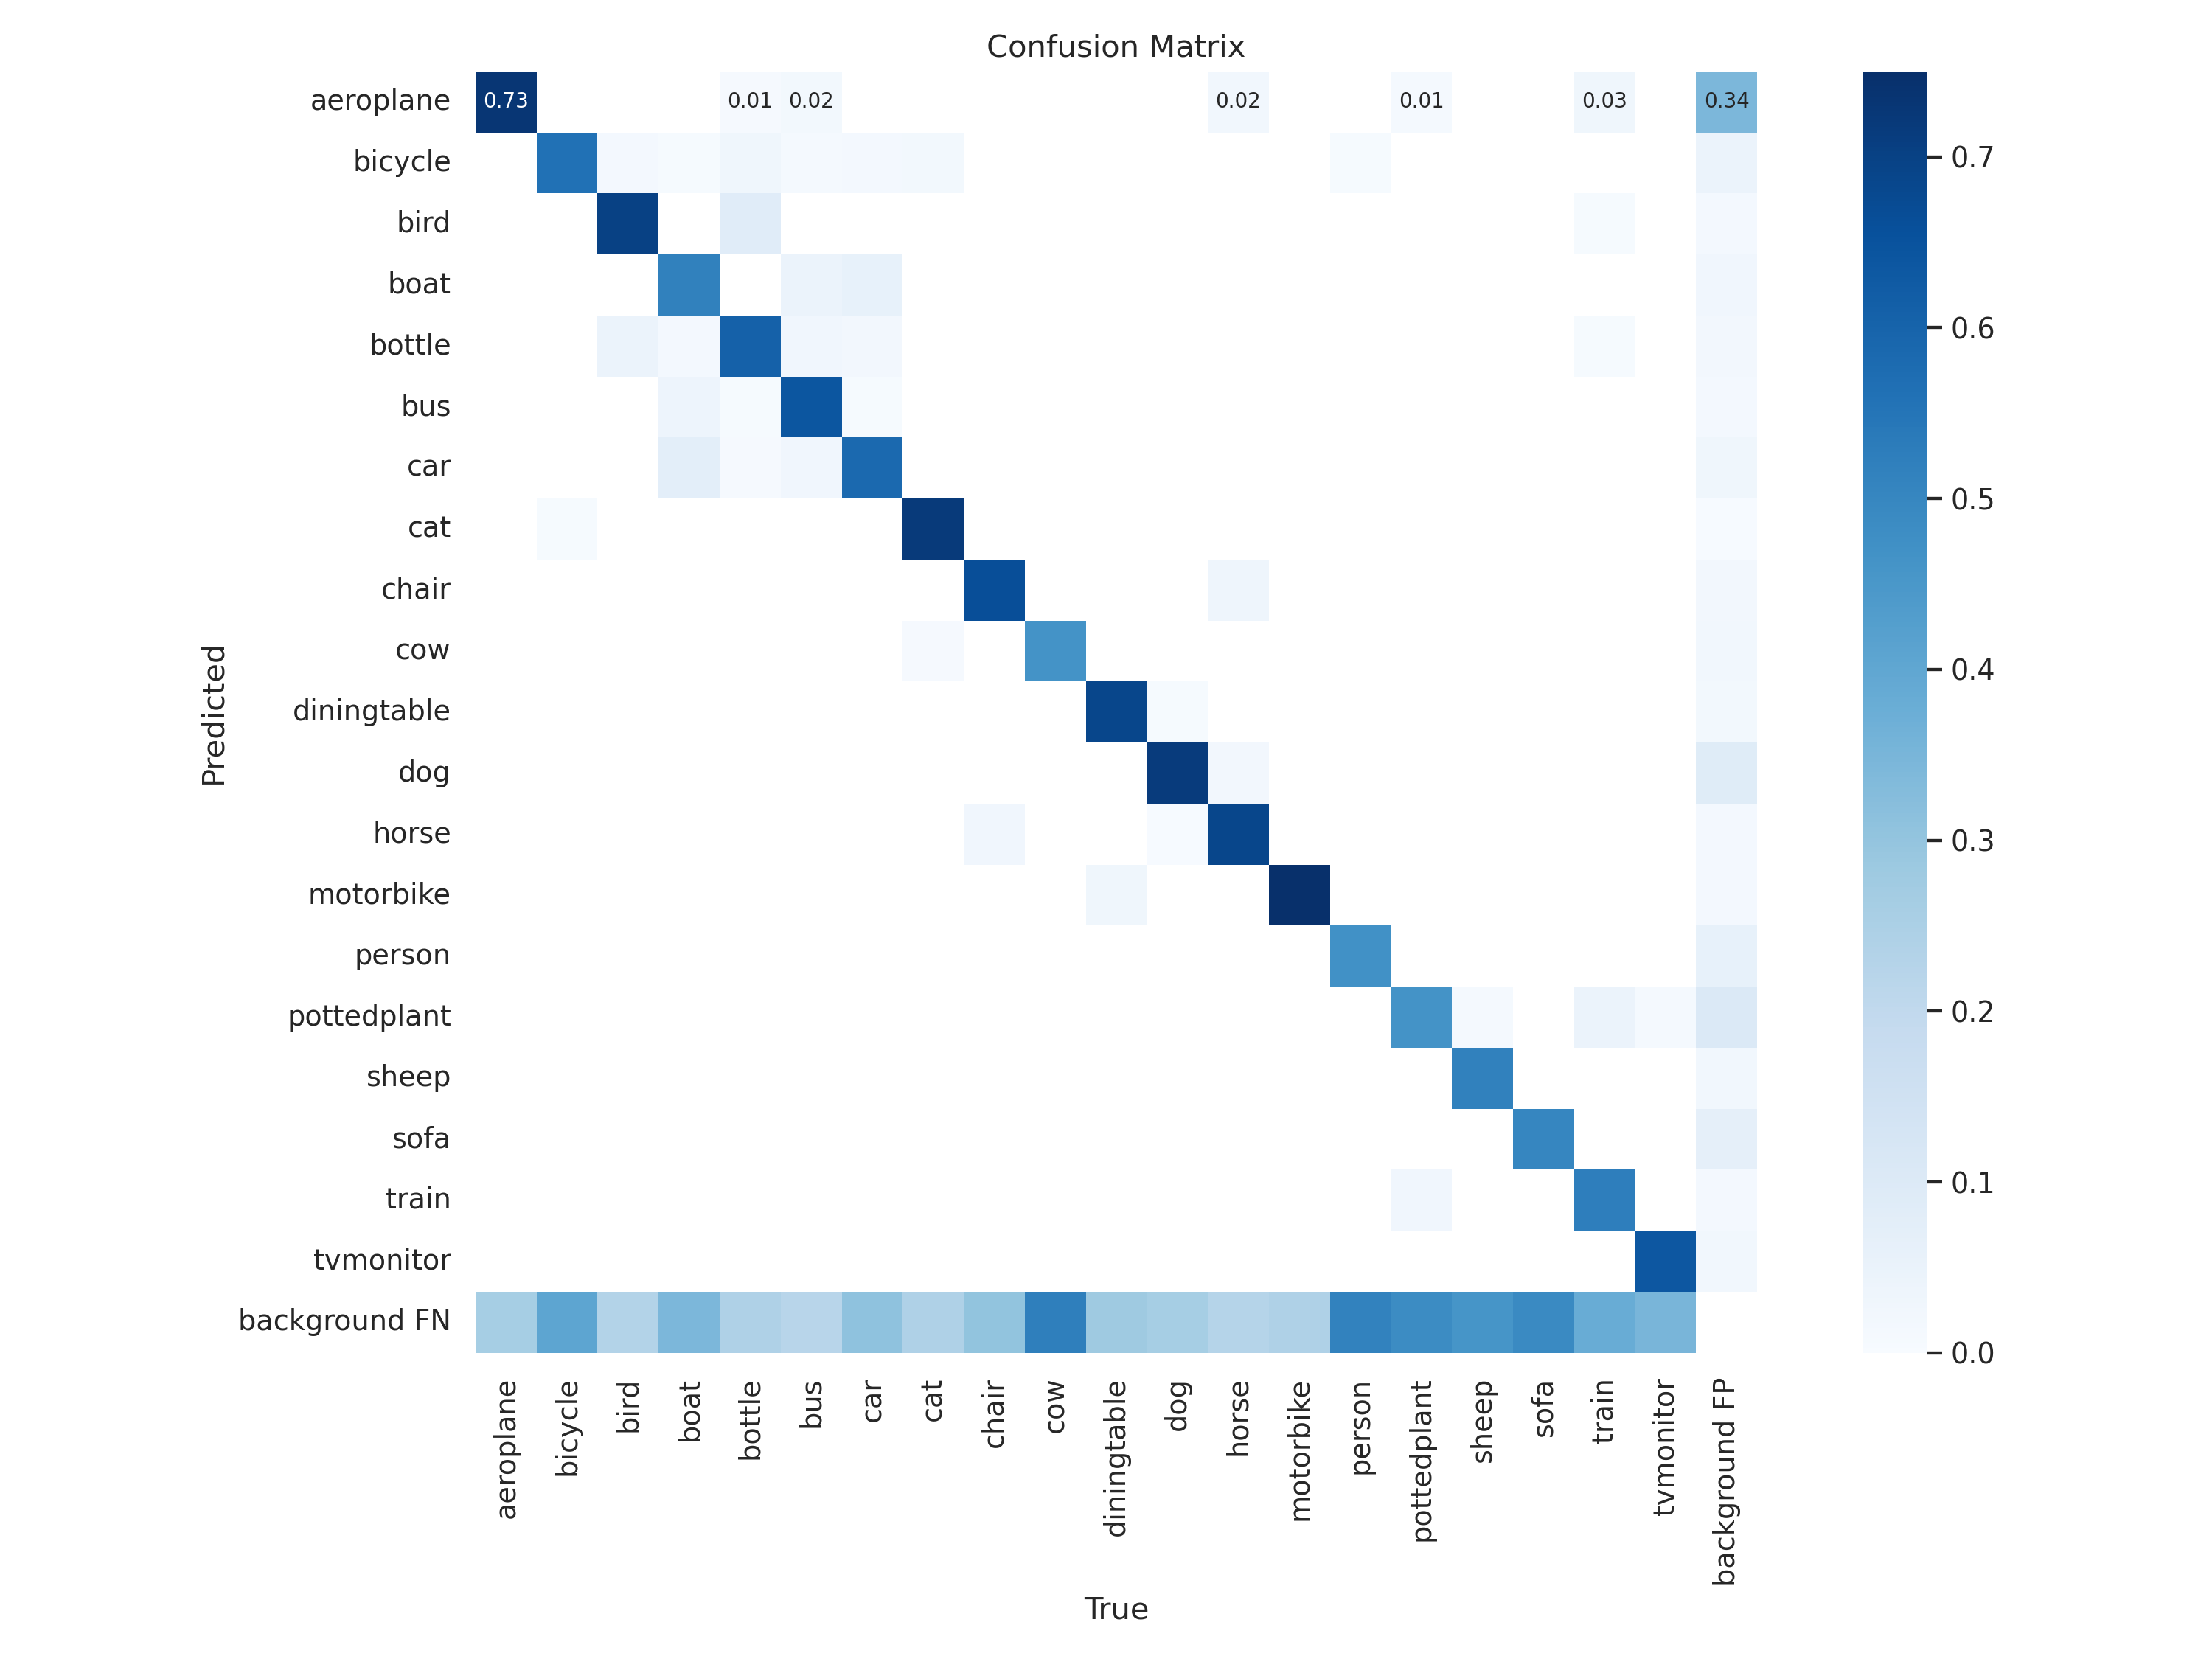 Confusion Matrix
aeroplane 0.73 0.01 0.02 0.02 0.01 0.03 0.34
bicycle
bird
boat
bottle
bus
car
cat
chair
cow
diningtable
dog
horse
motorbike
person
pottedplant
sheep
sofa
train
tvmonitor
background FN
Predicted
aeroplane
bicycle
bird
boat
bottle
bus
car
cat
chair
cow
diningtable
dog
horse
motorbike
person
pottedplant
sheep
sofa
train
tvmonitor
background FP
True
0.7
0.6
0.5
0.4
0.3
0.2
0.1
0.0